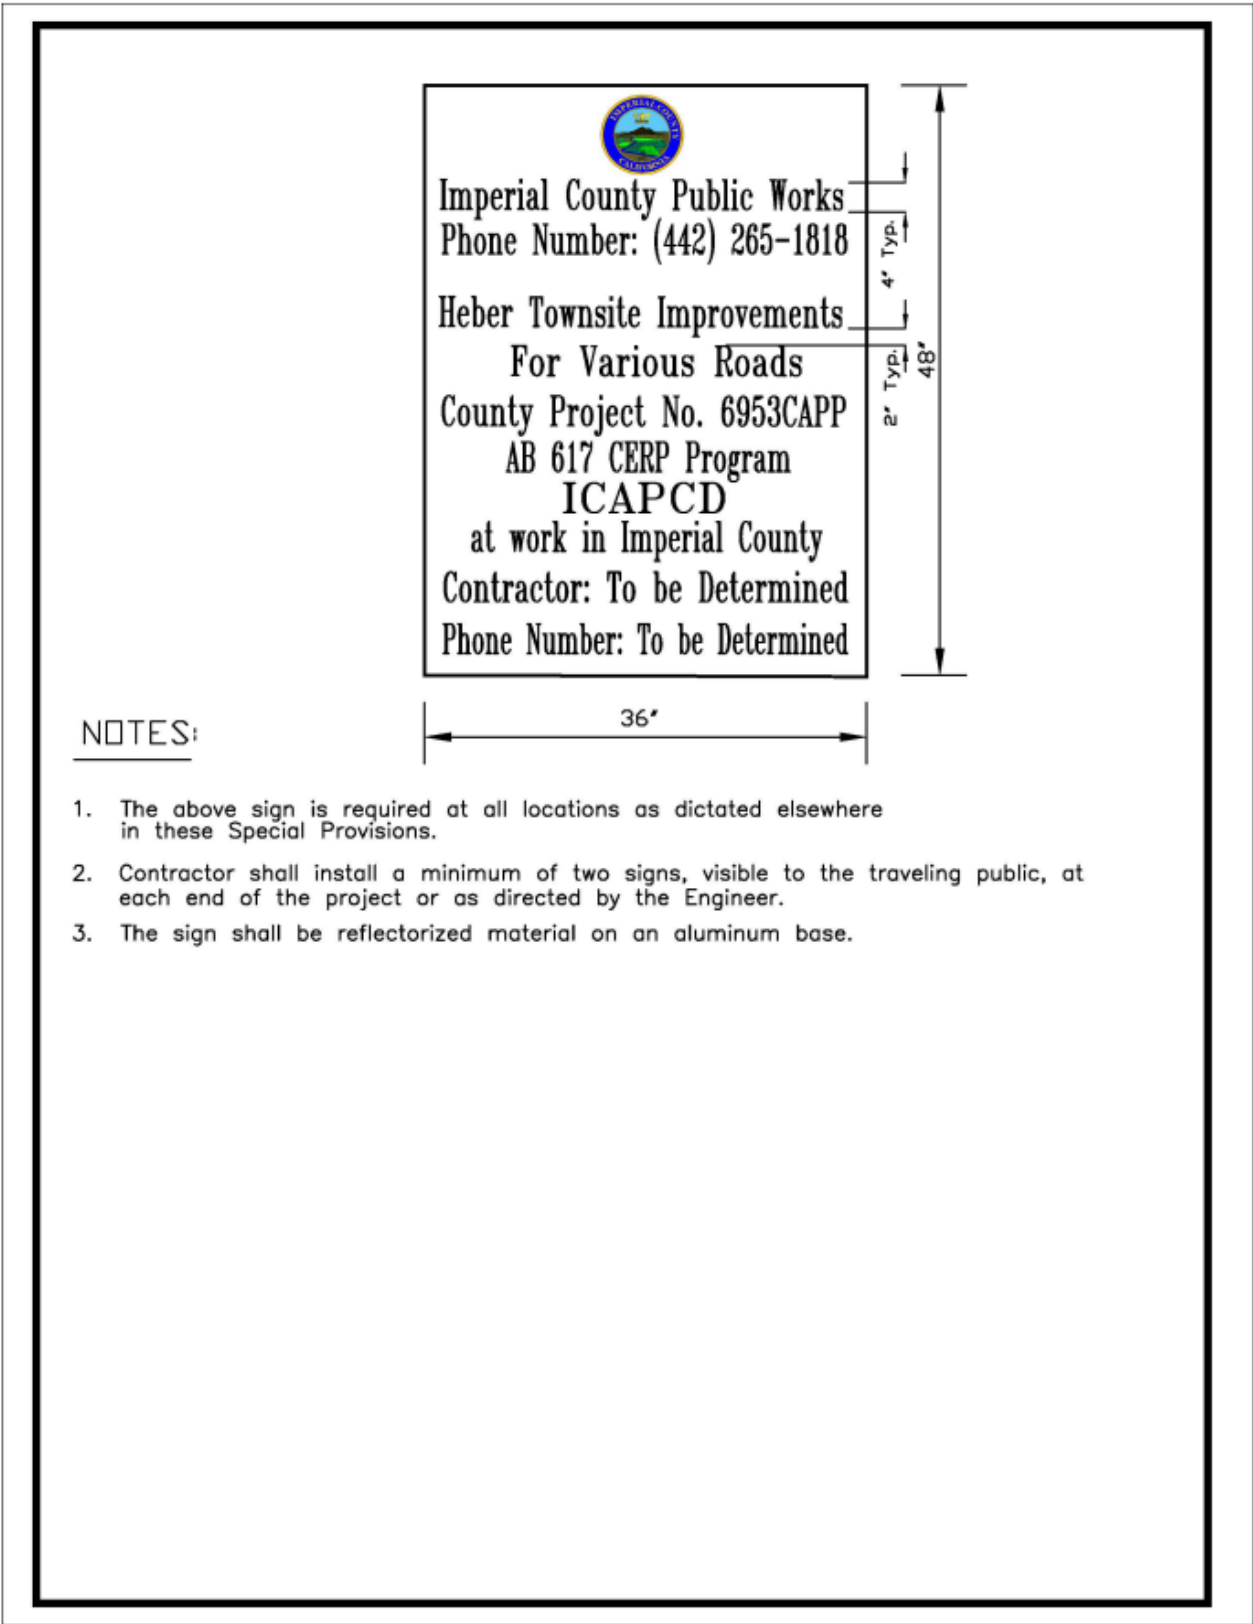 IMPERIAL COUNTY
CALIFORNIA
Imperial County Public Works
Phone Number: (442) 265-1818
Heber Townsite Improvements
For Various Roads
County Project No. 6953CAPP
AB 617 CERP Program
ICAPCD
at work in Imperial County
Contractor: To be Determined
Phone Number: To be Determined
4" Typ.
2" Typ.
48"
36"
NOTES:
1. The above sign is required at all locations as dictated elsewhere
in these Special Provisions.
2. Contractor shall install a minimum of two signs, visible to the traveling public, at
each end of the project or as directed by the Engineer.
3. The sign shall be reflectorized material on an aluminum base.